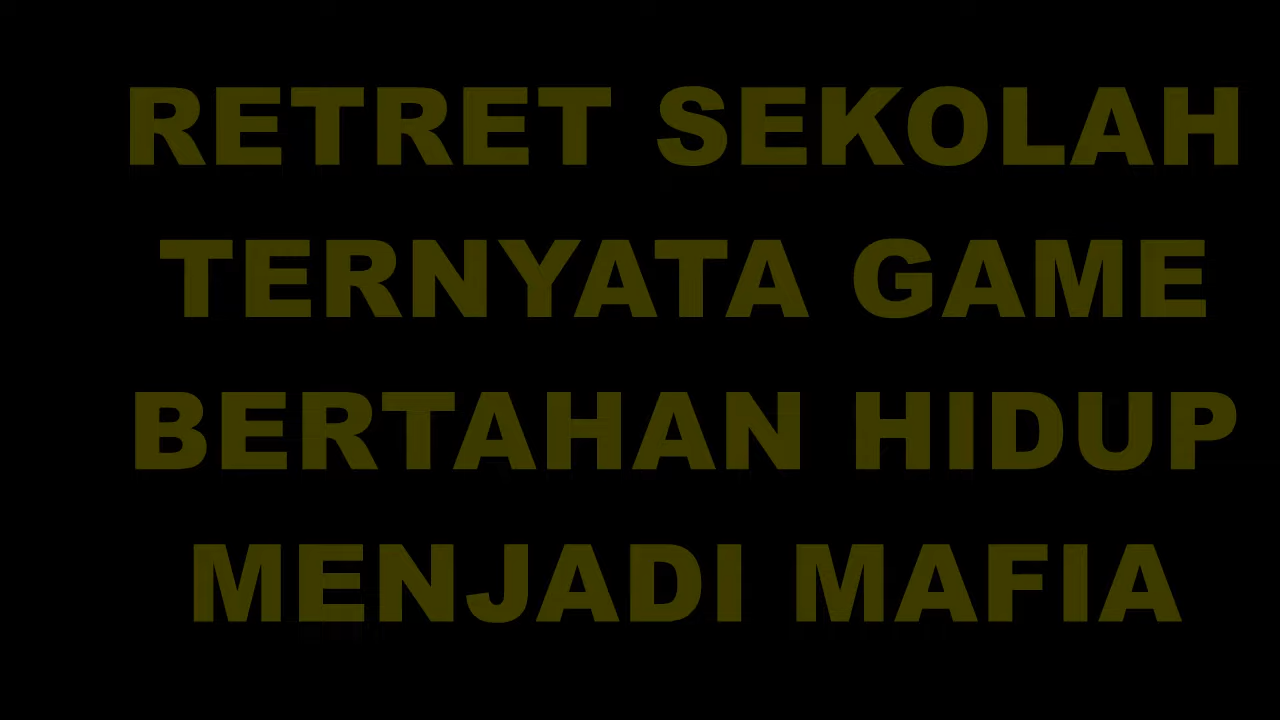 RETRET SEKOLAH
TERNYATA GAME
BERTAHAN HIDUP
MENJADI MAFIA